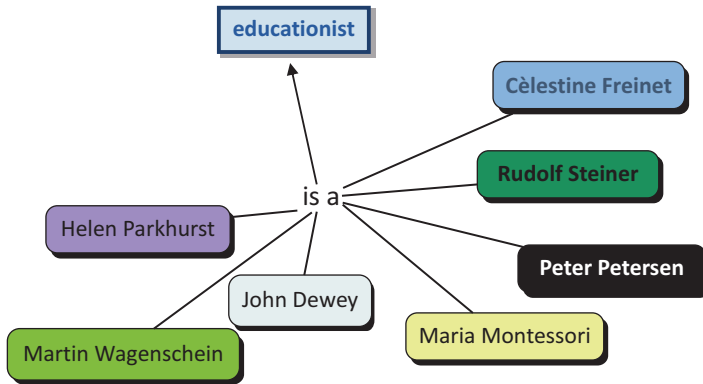 educationist
Cèlestine Freinet
Rudolf Steiner
is a
Helen Parkhurst
Peter Petersen
John Dewey
Maria Montessori
Martin Wagenschein